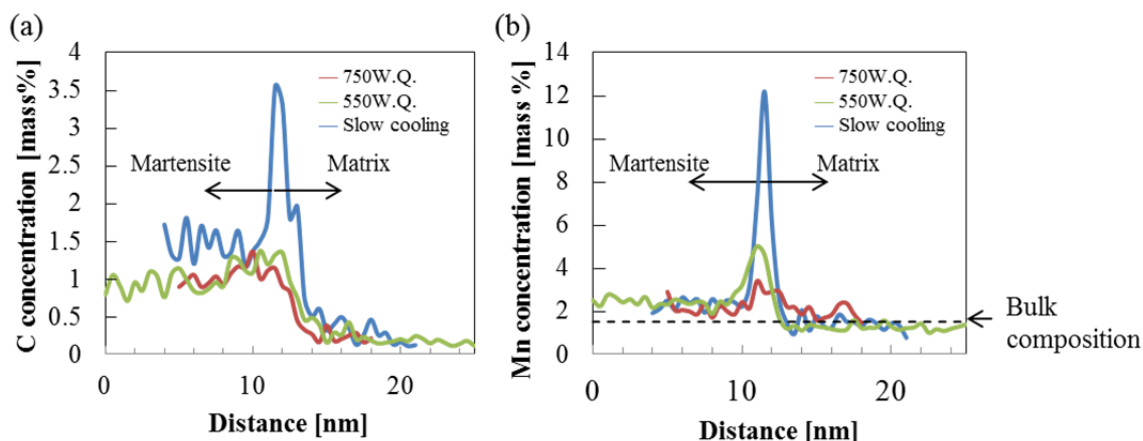 (a)
C concentration [mass%]
4
3.5
3
2.5
2
1.5
1
0.5
0
0
10
20
Distance [nm]
750W.Q.
550W.Q.
Slow cooling
Martensite
Matrix
(b)
Mn concentration [mass %]
14
12
10
8
6
4
2
0
0
10
20
Distance [nm]
750W.Q.
550W.Q.
Slow cooling
Martensite
Matrix
Bulk
composition